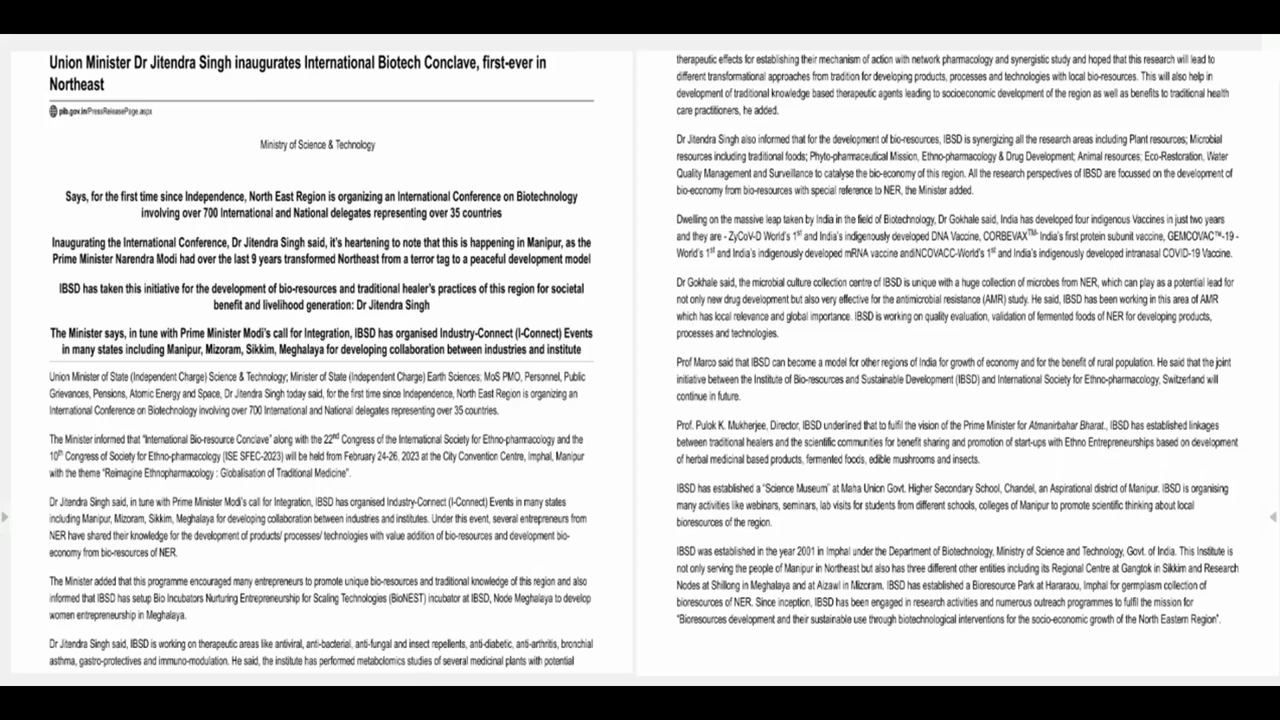 Union Minister Dr Jitendra Singh inaugurates International Biotech Conclave, first-ever in
Northeast
pib.gov.in/PressReleasePage.aspx
Ministry of Science & Technology
Says, for the first time since Independence, North East Region is organizing an International Conference on Biotechnology
involving over 700 International and National delegates representing over 35 countries
Inaugurating the International Conference, Dr Jitendra Singh said, it's heartening to note that this is happening in Manipur, as the
Prime Minister Narendra Modi had over the last 9 years transformed Northeast from a terror tag to a peaceful development model
IBSD has taken this initiative for the development of bio-resources and traditional healer's practices of this region for societal
benefit and livelihood generation: Dr Jitendra Singh
The Minister says, in tune with Prime Minister Modi's call for Integration, IBSD has organised Industry-Connect (I-Connect) Events
in many states including Manipur, Mizoram, Sikkim, Meghalaya for developing collaboration between industries and institute
Union Minister of State (Independent Charge) Science & Technology; Minister of State (Independent Charge) Earth Sciences; MoS PMO, Personnel, Public
Grievances, Pensions, Atomic Energy and Space, Dr Jitendra Singh today said, for the first time since Independence, North East Region is organizing an
International Conference on Biotechnology involving over 700 International and National delegates representing over 35 countries.
The Minister informed that "International Bio-resource Conclave" along with the 22nd Congress of the International Society for Ethno-pharmacology and the
10th Congress of Society for Ethno-pharmacology (ISE SFEC-2023) will be held from February 24-26, 2023 at the City Convention Centre, Imphal, Manipur
with the theme "Reimagine Ethnopharmacology : Globalisation of Traditional Medicine".
Dr Jitendra Singh said, in tune with Prime Minister Modi's call for Integration, IBSD has organised Industry-Connect (I-Connect) Events in many states
including Manipur, Mizoram, Sikkim, Meghalaya for developing collaboration between industries and institutes. Under this event, several entrepreneurs from
NER have shared their knowledge for the development of products/ processes/ technologies with value addition of bio-resources and development bio-
economy from bio-resources of NER.
The Minister added that this programme encouraged many entrepreneurs to promote unique bio-resources and traditional knowledge of this region and also
informed that IBSD has setup Bio Incubators Nurturing Entrepreneurship for Scaling Technologies (BioNEST) incubator at IBSD, Node Meghalaya to develop
women entrepreneurship in Meghalaya.
Dr Jitendra Singh said, IBSD is working on therapeutic areas like antiviral, anti-bacterial, anti-fungal and insect repellents, anti-diabetic, anti-arthritis, bronchial
asthma, gastro-protectives and immuno-modulation. He said, the institute has performed metabolomics studies of several medicinal plants with potential
therapeutic effects for establishing their mechanism of action with network pharmacology and synergistic study and hoped that this research will lead to
different transformational approaches from tradition for developing products, processes and technologies with local bio-resources. This will also help in
development of traditional knowledge based therapeutic agents leading to socioeconomic development of the region as well as benefits to traditional health
care practitioners, he added.
Dr Jitendra Singh also informed that for the development of bio-resources, IBSD is synergizing all the research areas including Plant resources; Microbial
resources including traditional foods; Phyto-pharmaceutical Mission, Ethno-pharmacology & Drug Development; Animal resources; Eco-Restoration, Water
Quality Management and Surveillance to catalyse the bio-economy of this region. All the research perspectives of IBSD are focussed on the development of
bio-economy from bio-resources with special reference to NER, the Minister added.
Dwelling on the massive leap taken by India in the field of Biotechnology, Dr Gokhale said, India has developed four indigenous Vaccines in just two years
and they are - ZyCoV-D World's 1st and India's indigenously developed DNA Vaccine, CORBEVAX™- India's first protein subunit vaccine, GEMCOVAC™-19 -
World's 1st and India's indigenously developed mRNA vaccine andiNCOVACC-World's 1st and India's indigenously developed intranasal COVID-19 Vaccine.
Dr Gokhale said, the microbial culture collection centre of IBSD is unique with a huge collection of microbes from NER, which can play as a potential lead for
not only new drug development but also very effective for the antimicrobial resistance (AMR) study. He said, IBSD has been working in this area of AMR
which has local relevance and global importance. IBSD is working on quality evaluation, validation of fermented foods of NER for developing products,
processes and technologies.
Prof Marco said that IBSD can become a model for other regions of India for growth of economy and for the benefit of rural population. He said that the joint
initiative between the Institute of Bio-resources and Sustainable Development (IBSD) and International Society for Ethno-pharmacology, Switzerland will
continue in future.
Prof. Pulok K. Mukherjee, Director, IBSD underlined that to fulfil the vision of the Prime Minister for Atmanirbhar Bharat., IBSD has established linkages
between traditional healers and the scientific communities for benefit sharing and promotion of start-ups with Ethno Entrepreneurships based on development
of herbal medicinal based products, fermented foods, edible mushrooms and insects.
IBSD has established a "Science Museum" at Maha Union Govt. Higher Secondary School, Chandel, an Aspirational district of Manipur. IBSD is organising
many activities like webinars, seminars, lab visits for students from different schools, colleges of Manipur to promote scientific thinking about local
bioresources of the region.
IBSD was established in the year 2001 in Imphal under the Department of Biotechnology, Ministry of Science and Technology, Govt. of India. This Institute is
not only serving the people of Manipur in Northeast but also has three different other entities including its Regional Centre at Gangtok in Sikkim and Research
Nodes at Shillong in Meghalaya and at Aizawl in Mizoram. IBSD has established a Bioresource Park at Hararaou, Imphal for germplasm collection of
bioresources of NER. Since inception, IBSD has been engaged in research activities and numerous outreach programmes to fulfil the mission for
"Bioresources development and their sustainable use through biotechnological interventions for the socio-economic growth of the North Eastern Region".